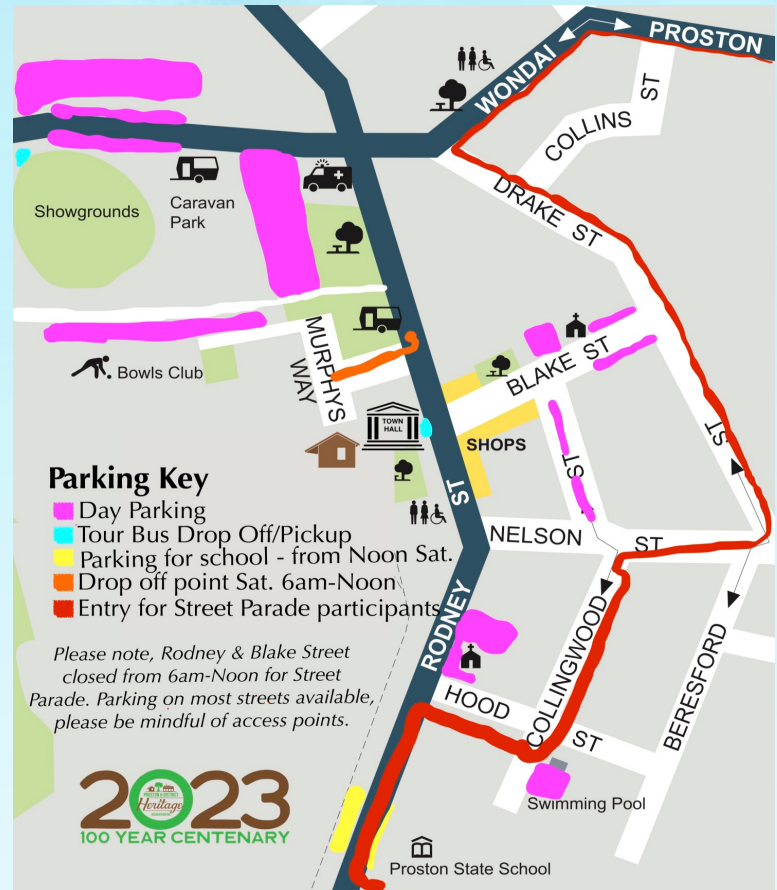 WONDAI
PROSTON
COLLINS ST
DRAKE ST
Showgrounds
Caravan
Park
MURPHYS
WAY
Bowls Club
BLAKE ST
TOWN
HALL
SHOPS
ST
ST
ST
NELSON ST
Parking Key
Day Parking
Tour Bus Drop Off/Pickup
Parking for school - from Noon Sat.
Drop off point Sat. 6am-Noon
Entry for Street Parade participants
RODNEY
Please note, Rodney & Blake Street
closed from 6am-Noon for Street
Parade. Parking on most streets available,
please be mindful of access points.
HOOD ST
COLLINGWOOD
BERESFORD
Swimming Pool
2023
PROSTON & DISTRICT
Heritage
100 YEAR CENTENARY
Proston State School